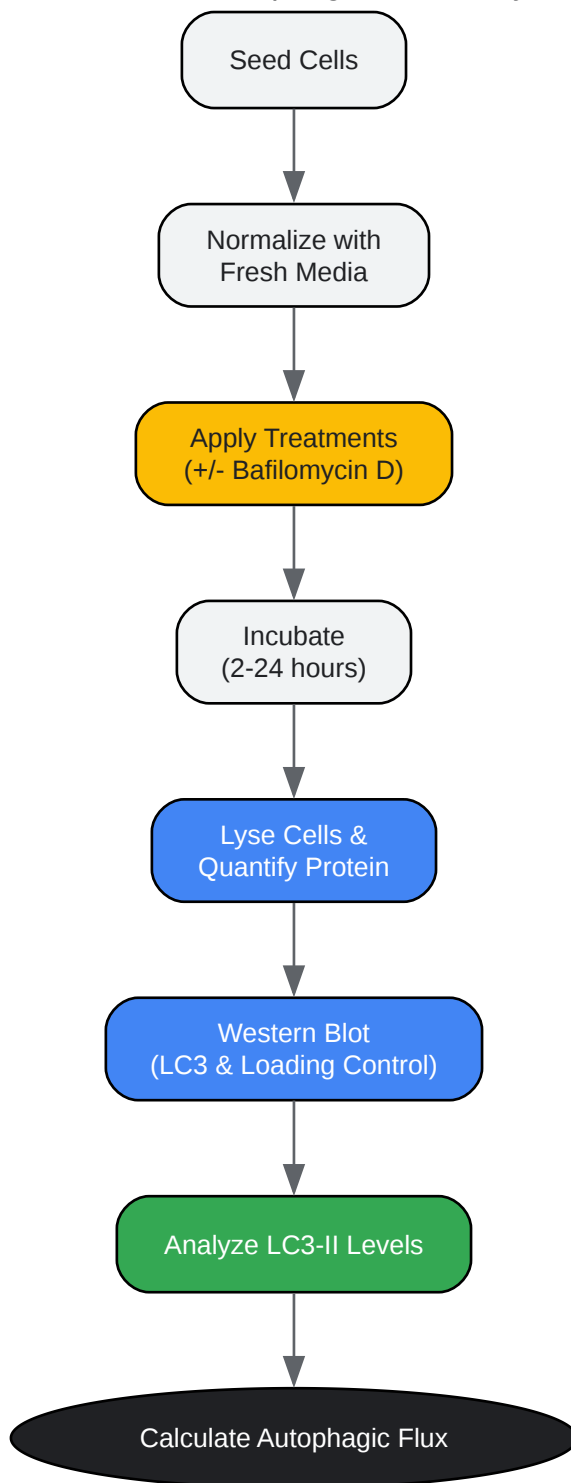 Seed Cells
Normalize with
Fresh Media
Apply Treatments
(+/- Bafilomycin D)
Incubate
(2-24 hours)
Lyse Cells &
Quantify Protein
Western Blot
(LC3 & Loading Control)
Analyze LC3-II Levels
Calculate Autophagic Flux